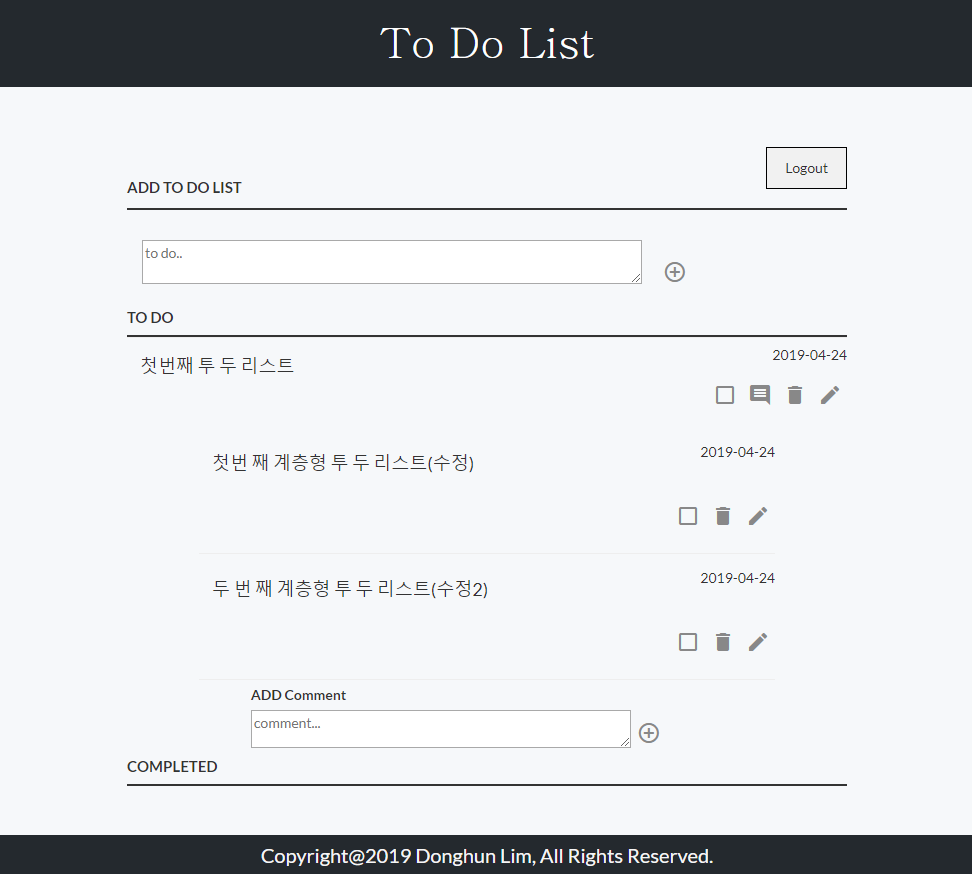 To Do List
Logout
ADD TO DO LIST
to do..
TO DO
첫번째 투 두 리스트
2019-04-24
첫번 째 계층형 투 두 리스트(수정)
2019-04-24
두 번 째 계층형 투 두 리스트(수정2)
2019-04-24
ADD Comment
comment...
COMPLETED
Copyright@2019 Donghun Lim, All Rights Reserved.